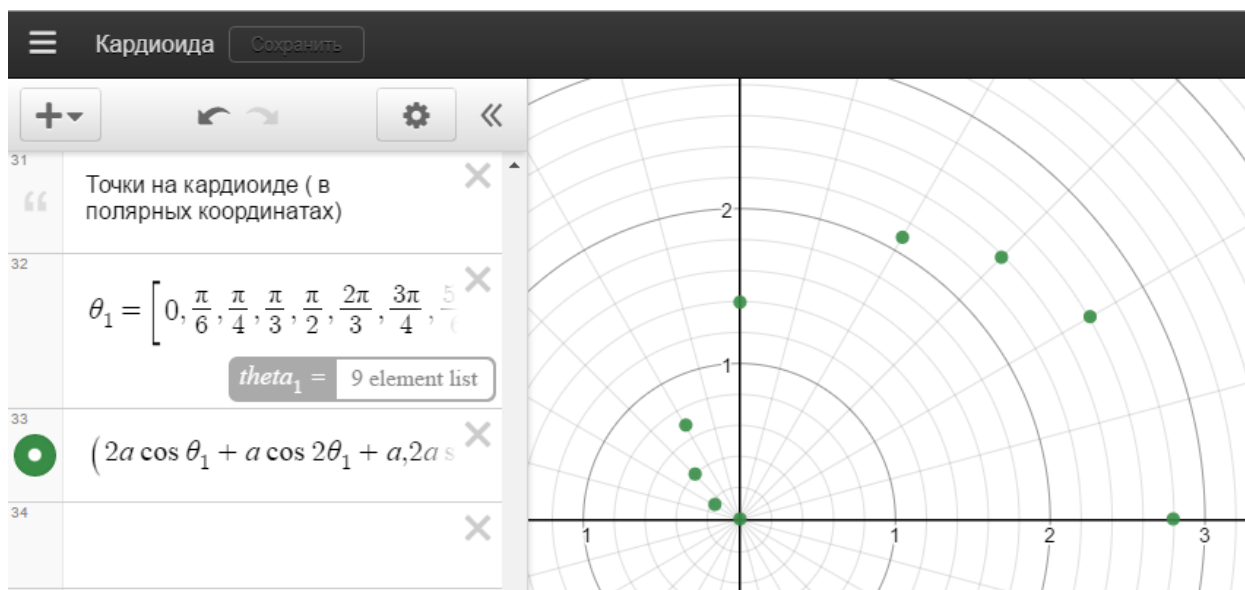 Кардиоида Сохранить
31
Точки на кардиоиде ( в
полярных координатах)
32
θ₁ = [0, π/6, π/4, π/3, π/2, 2π/3, 3π/4,
theta₁ = 9 element list
33
(2a cos θ₁ + a cos 2θ₁ + a,2a s
34
2
1
1 1 2 3